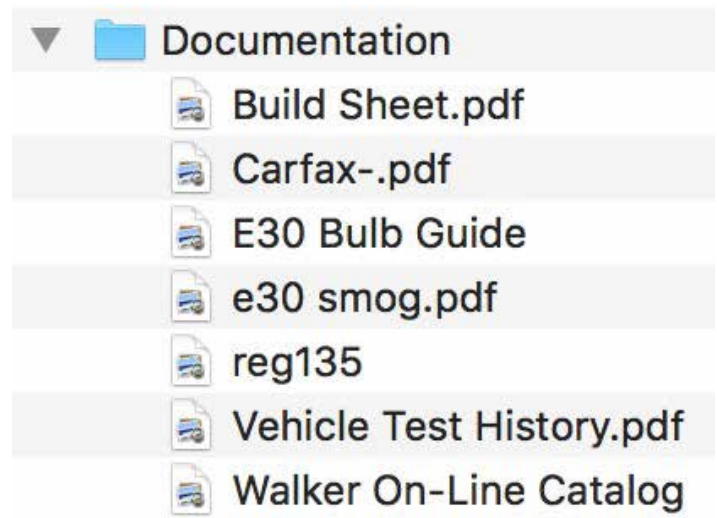 Documentation
Build Sheet.pdf
Carfax-.pdf
E30 Bulb Guide
e30 smog.pdf
reg135
Vehicle Test History.pdf
Walker On-Line Catalog